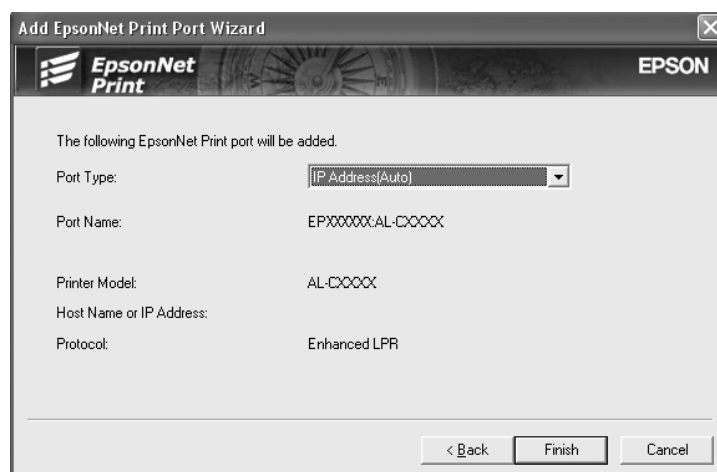 Add EpsonNet Print Port Wizard
EpsonNet
Print
EPSON
The following EpsonNet Print port will be added.
Port Type: IP Address(Auto)
Port Name: EPXXXXXX:AL-CXXXX
Printer Model: AL-CXXXX
Host Name or IP Address:
Protocol: Enhanced LPR
< Back Finish Cancel